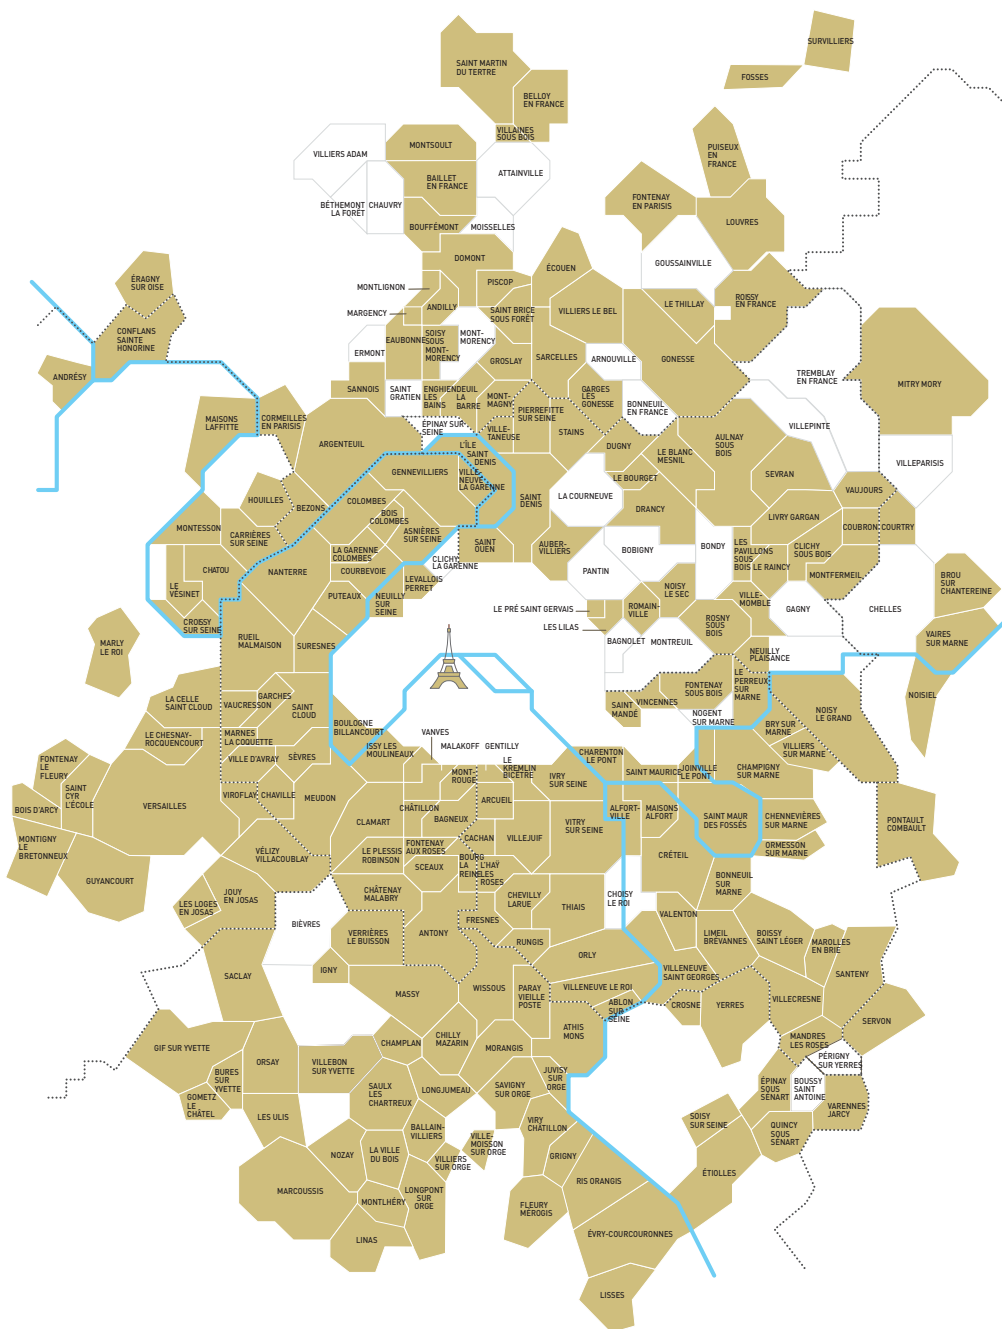 SURVILLIERS
SAINT MARTIN
DU TERTRE
FOSSES
BELLOY
EN FRANCE
VILLAINES
SOUS BOIS
MONTSOULT
VILLIERS ADAM
PUISEUX
EN
FRANCE
ATTAINVILLE
BAILLET
EN FRANCE
BÉTHEMONT
LA FORÊT
CHAUVRY
FONTENAY
EN PARISIS
LOUVRES
BOUFFÉMONT
MOISSELLES
GOUSSAINVILLE
DOMONT
ÉCOUEN
ÉRAGNY
SUR OISE
PISCOP
MONTLIGNON
ROISSY
EN FRANCE
LE THILLAY
ANDILLY
MARGENCY
SAINT BRICE
SOUS FORÊT
VILLIERS LE BEL
CONFLANS
SAINTE
HONORINE
EAUBONNE
SOISY
SOUS
MONT-
MORENCY
MONT-
MORENCY
ERMONT
GROSLAY
SARCELLES
ARNOUVILLE
GONESSE
ANDRÉSY
TREMBLAY
EN FRANCE
MITRY MORY
SANNOIS
SAINT
GRATIEN
ENGHIEN
LES
BAINS
DEUIL
LA
BARRE
MONT-
MAGNY
GARGES
LES
GONESSE
BONNEUIL
EN FRANCE
PIERREFITTE
SUR SEINE
MAISONS
LAFFITTE
CORMEILLES
EN PARISIS
ÉPINAY SUR
SEINE
VILLE-
TANEUSE
STAINS
VILLEPINTE
ARGENTEUIL
L'ÎLE
SAINT
DENIS
DUGNY
LE BLANC
MESNIL
AULNAY
SOUS
BOIS
VILLEPARISIS
GENNEVILLIERS
VILLE-
NEUVE
LA GARENNE
LE BOURGET
SEVRAN
VAUJOURS
HOUILLES
BEZONS
COLOMBES
SAINT
DENIS
LA COURNEUVE
DRANCY
LIVRY GARGAN
BOIS
COLOMBES
MONTESSON
CARRIÈRES
SUR SEINE
ASNIÈRES
SUR SEINE
SAINT
OUEN
AUBER-
VILLIERS
BOBIGNY
BONDY
LES
PAVILLONS
SOUS
BOIS
COUBRON
COURTRY
CLICHY
SOUS BOIS
LA GARENNE
COLOMBES
CLICHY
LA GARENNE
CHATOU
NANTERRE
COURBEVOIE
PANTIN
LE RAINCY
MONTFERMEIL
BROU
SUR
CHANTEREINE
LE
VÉSINET
PUTEAUX
NEUILLY
SUR
SEINE
LEVALLOIS
PERRET
NOISY
LE SEC
VILLE-
MOMBLE
GAGNY
CHELLES
LE PRÉ SAINT GERVAIS
ROMAIN-
VILLE
CROSSY
SUR SEINE
LES LILAS
ROSNY
SOUS
BOIS
VAIRES
SUR MARNE
MARLY
LE ROI
RUEIL
MALMAISON
SURESNES
BAGNOLET
MONTREUIL
NEUILLY
PLAISANCE
LE
PERREUX
SUR
MARNE
LA CELLE
SAINT CLOUD
VAUCRESSON
GARCHES
SAINT
CLOUD
SAINT
MANDÉ
VINCENNES
FONTENAY
SOUS BOIS
NOISIEL
NOGENT
SUR MARNE
NOISY
LE GRAND
BOULOGNE
BILLANCOURT
BRY SUR
MARNE
LE CHESNAY-
ROCQUENCOURT
MARNES
LA COQUETTE
VANVES
ISSY LES
MOULINEAUX
MALAKOFF
GENTILLY
CHARENTON
LE PONT
VILLIERS
SUR MARNE
FONTENAY
LE
FLEURY
VILLE D'AVRAY
SÈVRES
MONT-
ROUGE
LE
KREMLIN
BICÊTRE
IVRY
SUR SEINE
SAINT MAURICE
JOINVILLE
LE PONT
CHAMPIGNY
SUR MARNE
SAINT
CYR
L'ÉCOLE
BOIS D'ARCY
VERSAILLES
VIROFLAY
CHAVILLE
MEUDON
CHÂTILLON
ARCUEIL
ALFORT-
VILLE
MAISONS
ALFORT
SAINT MAUR
DES FOSSÉS
CHENNEVIÈRES
SUR MARNE
CLAMART
BAGNEUX
VITRY
SUR SEINE
PONTAULT
COMBAULT
MONTIGNY
LE
BRETONNEUX
VÉLIZY
VILLACOUBLAY
LE PLESSIS
ROBINSON
FONTENAY
AUX ROSES
CACHAN
VILLEJUIF
ORMESSON
SUR MARNE
GUYANCOURT
SCEAUX
BOURG
LA
REINE
L'HAŸ
LES
ROSES
CRÉTEIL
BONNEUIL
SUR
MARNE
JOUY
EN JOSAS
CHÂTENAY
MALABRY
CHEVILLY
LARUE
THIAIS
CHOISY
LE ROI
LES LOGES
EN JOSAS
BIÈVRES
FRESNES
VALENTON
VERRIÈRES
LE BUISSON
ANTONY
RUNGIS
LIMEIL
BRÉVANNES
BOISSY
SAINT LÉGER
MAROLLES
EN BRIE
ORLY
SACLAY
IGNY
VILLENEUVE
SAINT GEORGES
SANTENY
MASSY
WISSOUS
PARAY
VIEILLE
POSTE
VILLENEUVE LE ROI
ABLON
SUR
SEINE
CROSNE
YERRES
VILLECRESNE
SERVON
ATHIS
MONS
GIF SUR YVETTE
CHAMPLAN
CHILLY
MAZARIN
MORANGIS
MANDRES
LES ROSES
PÉRIGNY
SUR YERRES
ORSAY
VILLEBON
SUR YVETTE
BURES
SUR
YVETTE
JUVISY
SUR
ORGE
SAVIGNY
SUR ORGE
SAULX
LES
CHARTREUX
LONGJUMEAU
ÉPINAY
SOUS
SÉNART
BOUSSY
SAINT
ANTOINE
GOMETZ
LE
CHÂTEL
VARENNES
JARCY
LES ULIS
SOISY
SUR SEINE
QUINCY
SOUS
SÉNART
BALLAIN-
VILLIERS
VIRY
CHÂTILLON
VILLE-
MOISSON
SUR ORGE
NOZAY
LA VILLE
DU BOIS
VILLIERS
SUR ORGE
GRIGNY
ÉTIOLLES
MARCOUSSIS
RIS ORANGIS
MONTLHÉRY
LONGPONT
SUR
ORGE
FLEURY
MÉROGIS
LINAS
ÉVRY-COURCOURONNES
LISSES